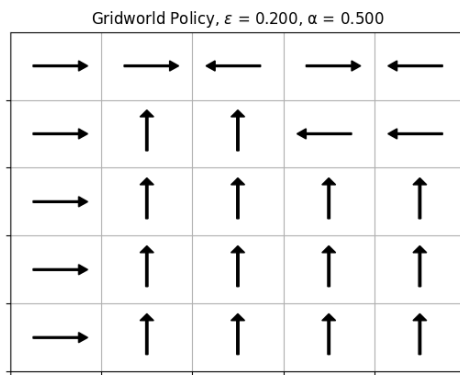 Gridworld Policy, ε = 0.200, α = 0.500